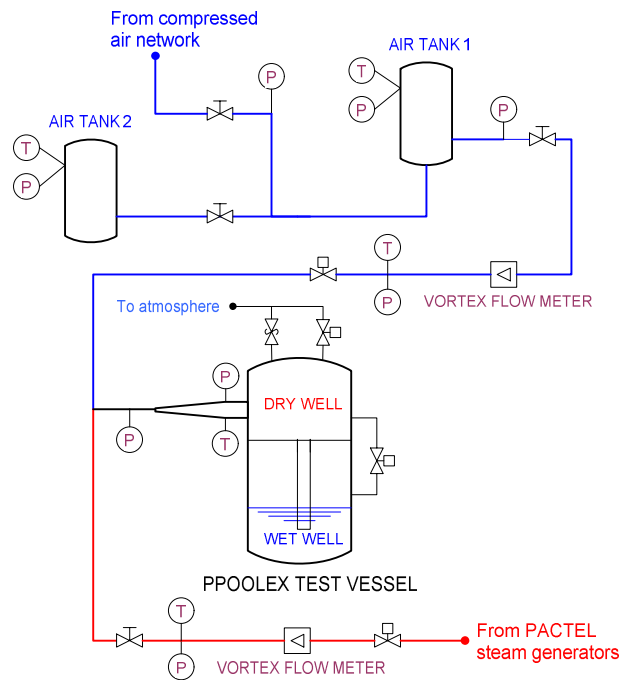 From compressed
air network
AIR TANK 1
P
T
P
P
AIR TANK 2
T
P
T
P
VORTEX FLOW METER
To atmosphere
P
DRY WELL
P
T
WET WELL
PPOOLEX TEST VESSEL
T
P
VORTEX FLOW METER
From PACTEL
steam generators